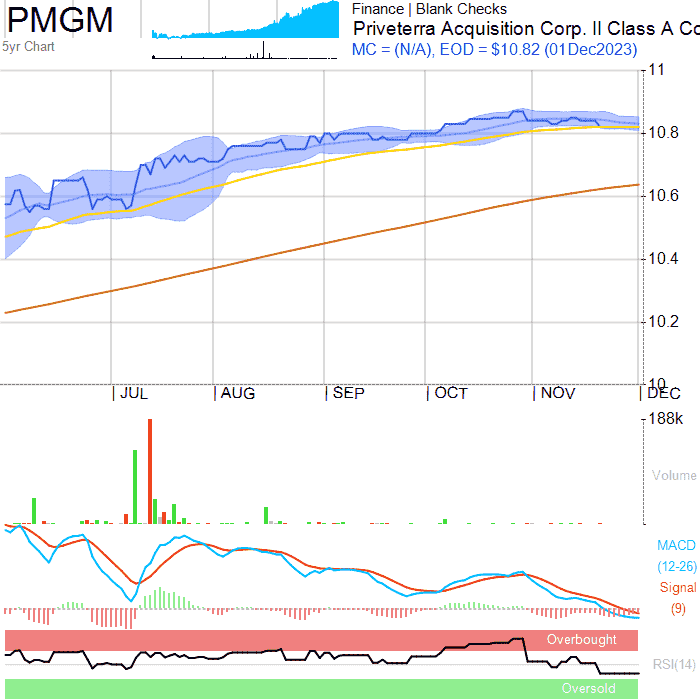 PMGM
5yr Chart
Finance | Blank Checks
Priveterra Acquisition Corp. II Class A Co
MC = (N/A), EOD = $10.82 (01Dec2023)
11
10.8
10.6
10.4
10.2
10
JUL AUG SEP OCT NOV DEC
188k
Volume
MACD
(12-26)
Signal
(9)
Overbought
RSI(14)
Oversold